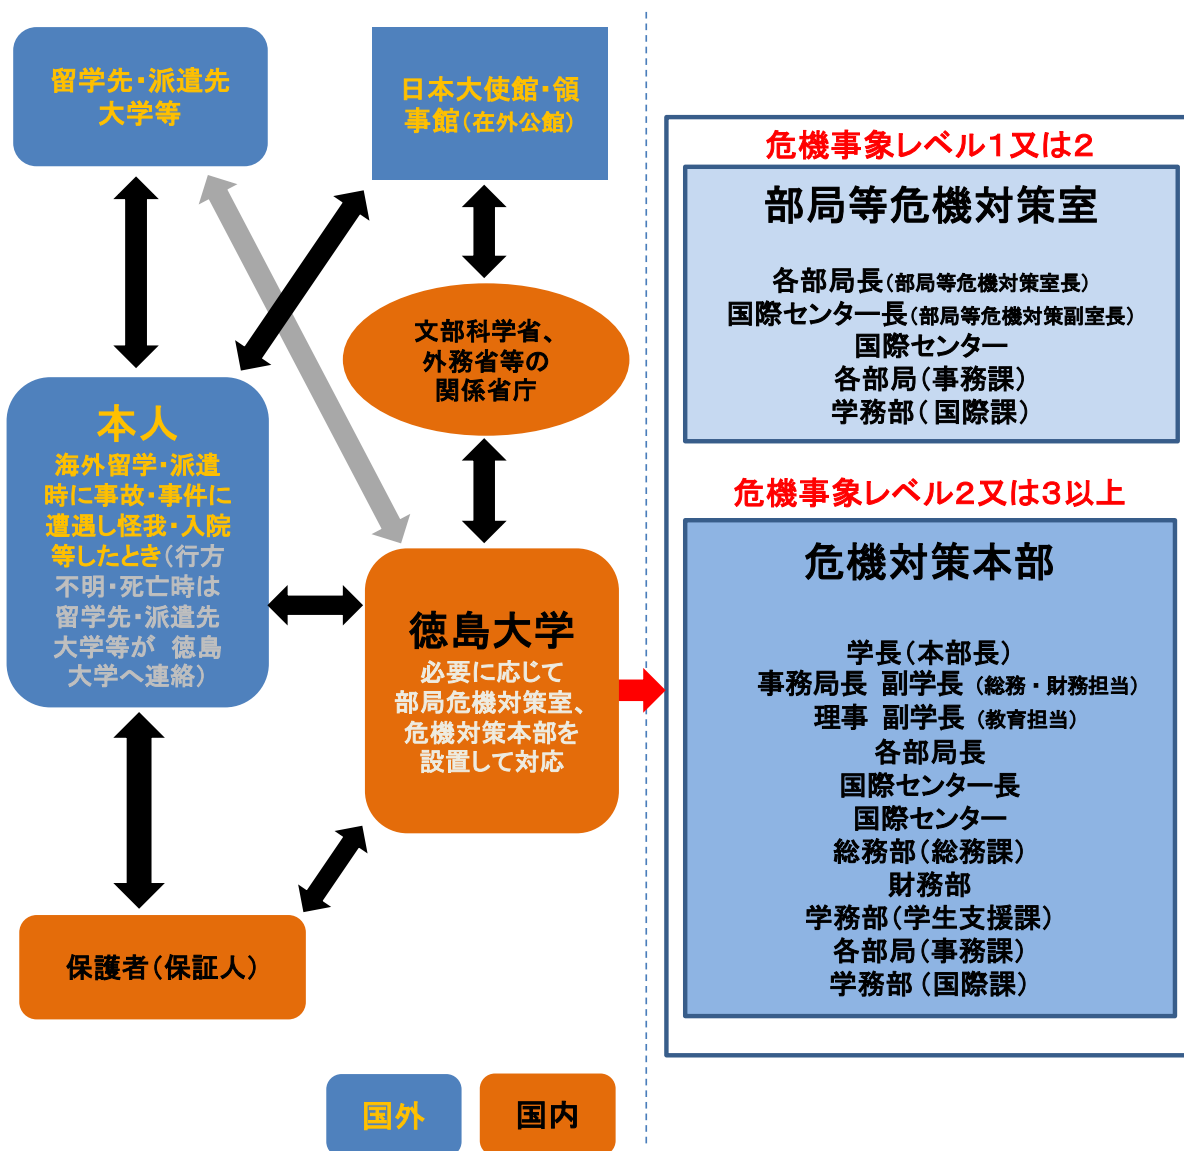 留学先・派遣先
大学等
日本大使館・領
事館(在外公館)
文部科学省、
外務省等の
関係省庁
本人
海外留学・派遣
時に事故・事件に
遭遇し怪我・入院
等したとき(行方
不明・死亡時は
留学先・派遣先
大学等が 徳島
大学へ連絡)
徳島大学
必要に応じて
部局危機対策室、
危機対策本部を
設置して対応
保護者(保証人)
国外
国内
危機事象レベル1又は2
部局等危機対策室
各部局長(部局等危機対策室長)
国際センター長(部局等危機対策副室長)
国際センター
各部局(事務課)
学務部( 国際課)
危機事象レベル2又は3以上
危機対策本部
学長(本部長)
事務局長 副学長 (総務・財務担当)
理事 副学長 (教育担当)
各部局長
国際センター長
国際センター
総務部(総務課)
財務部
学務部(学生支援課)
各部局(事務課)
学務部 (国際課)